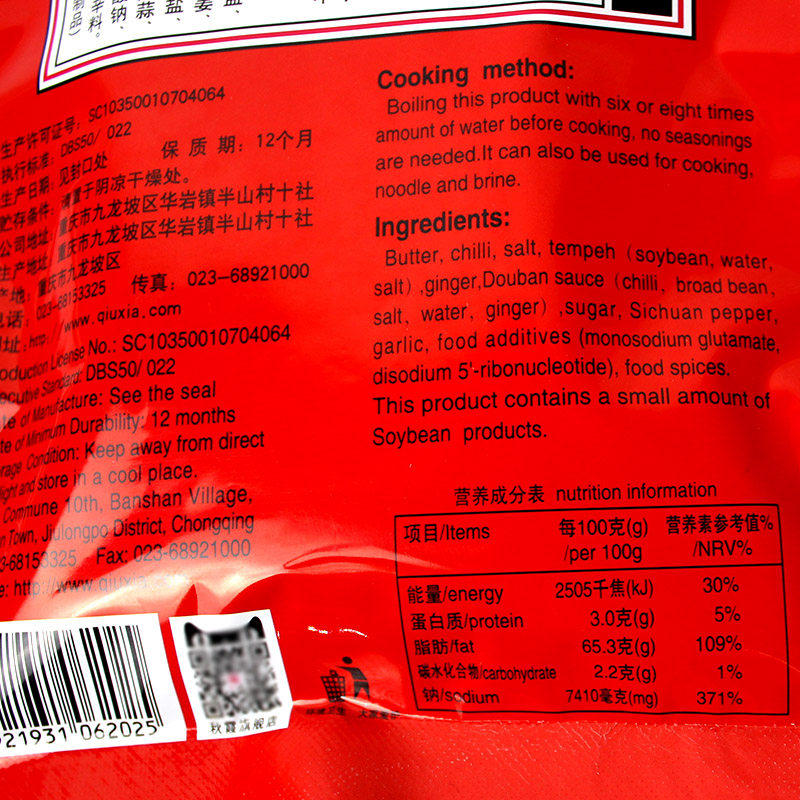 生产许可证号: SC10350010704064
执行标准: DBS50/ 022
生产日期: 见封口处 保 质 期: 12个月
贮存条件: 请置于阴凉干燥处。
公司地址: 重庆市九龙坡区华岩镇半山村十社
生产地址: 重庆市九龙坡区华岩镇半山村十社
产地: 重庆市九龙坡区
电话: 023-68153325 传真: 023-68921000
网址: http://www.qiuxia.com
oduction License No.: SC10350010704064
ecutive Standard: DBS50/ 022
te of Manufacture: See the seal
te of Minimum Durability: 12 months
orage Condition: Keep away from direct
light and store in a cool place.
Commune 10th, Banshan Village,
n Town, Jiulongpo District, Chongqing
3-68153325 Fax: 023-68921000
e: http://www.qiuxia
Cooking method:
Boiling this product with six or eight times
amount of water before cooking, no seasonings
are needed.It can also be used for cooking,
noodle and brine.
Ingredients:
Butter, chilli, salt, tempeh (soybean, water,
salt) ,ginger,Douban sauce (chilli, broad bean,
salt, water, ginger) ,sugar, Sichuan pepper,
garlic, food additives (monosodium glutamate,
disodium 5'-ribonucleotide), food spices.
This product contains a small amount of
Soybean products.
营养成分表 nutrition information
项目/Items 每100克(g)/per 100g 营养素参考值%/NRV%
能量/energy 2505千焦(kJ) 30%
蛋白质/protein 3.0克(g) 5%
脂肪/fat 65.3克(g) 109%
碳水化合物/carbohydrate 2.2克(g) 1%
钠/sodium 7410毫克(mg) 371%
21931 062025
秋霞旗舰店